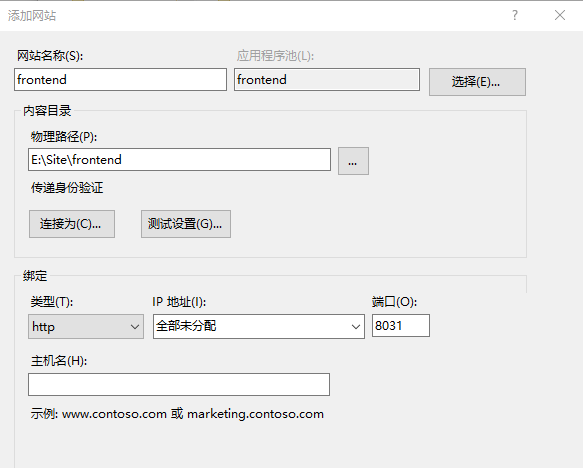 添加网站
网站名称(S):
应用程序池(L):
frontend
frontend
选择(E)...
内容目录
物理路径(P):
E:\Site\frontend
...
传递身份验证
连接为(C)...
测试设置(G)...
绑定
类型(T):
IP 地址(I):
端口(O):
http
全部未分配
8031
主机名(H):
示例: www.contoso.com 或 marketing.contoso.com